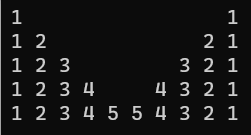 1                 1
1 2             2 1
1 2 3         3 2 1
1 2 3 4     4 3 2 1
1 2 3 4 5 5 4 3 2 1